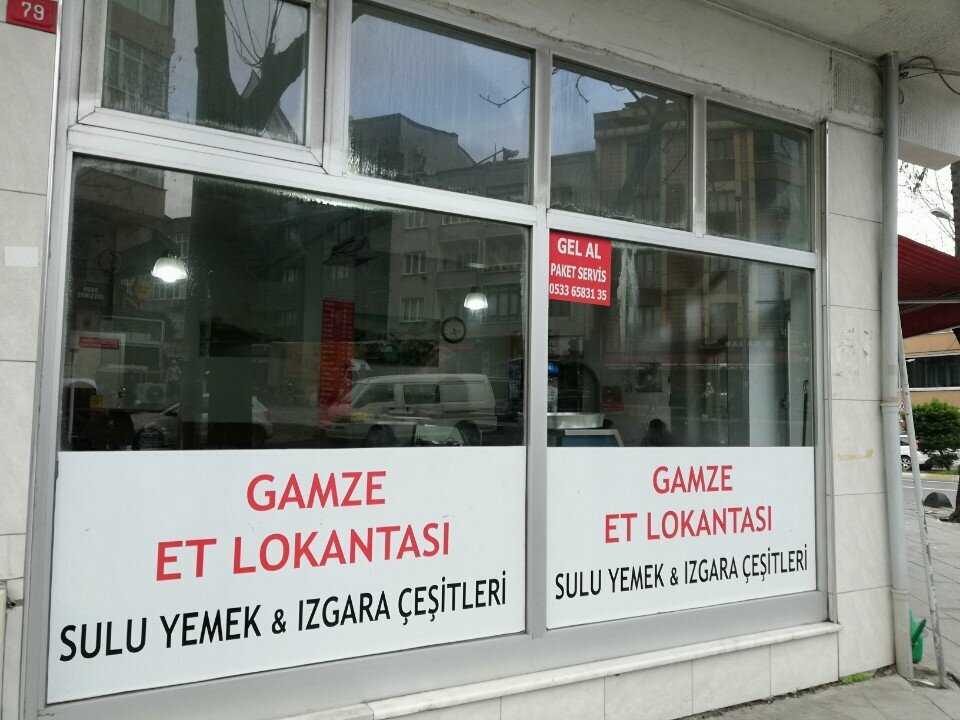 79
GEL AL
PAKET SERVİS
0533 65831 35
GAMZE
ET LOKANTASI
SULU YEMEK & IZGARA ÇEŞİTLERİ
GAMZE
ET LOKANTASI
SULU YEMEK & IZGARA ÇEŞİTLERİ